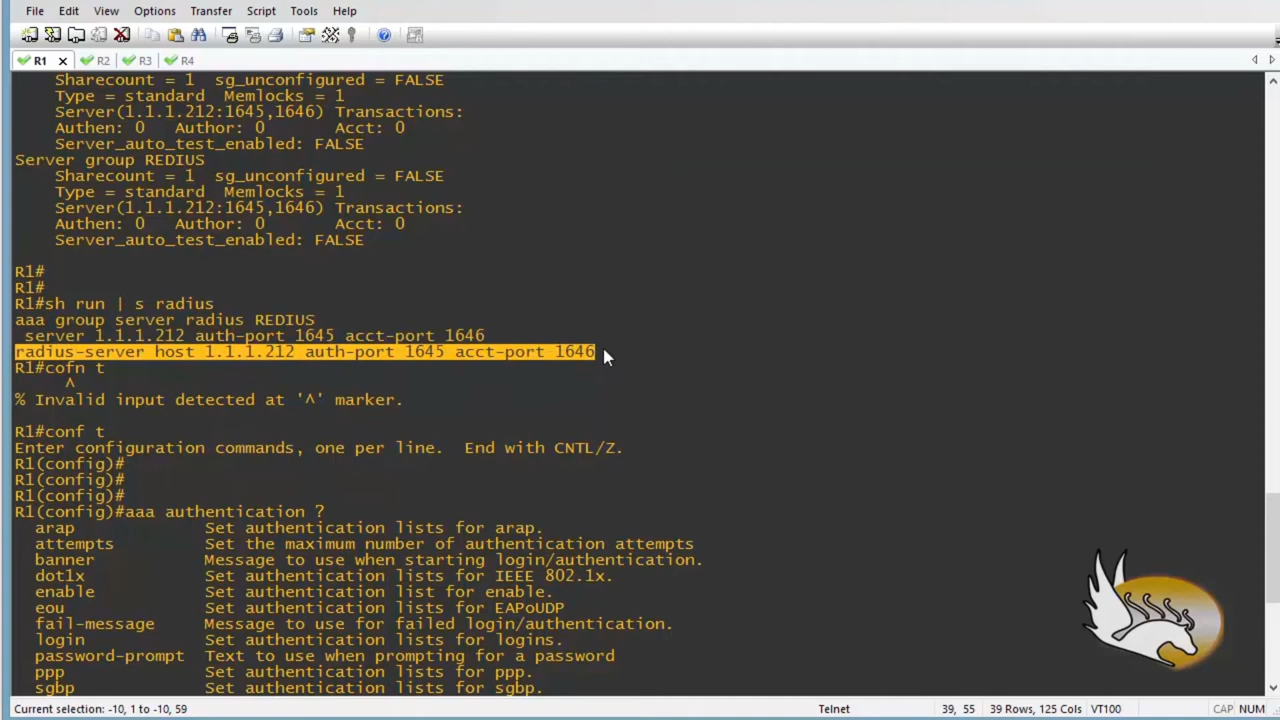 File Edit View Options Transfer Script Tools Help
R1 X R2 R3 R4
Sharecount = 1 sg_unconfigured = FALSE
Type = standard Memlocks = 1
Server(1.1.1.212:1645,1646) Transactions:
Authen: 0 Author: 0 Acct: 0
Server_auto_test_enabled: FALSE
Server group REDIUS
Sharecount = 1 sg_unconfigured = FALSE
Type = standard Memlocks = 1
Server(1.1.1.212:1645,1646) Transactions:
Authen: 0 Author: 0 Acct: 0
Server_auto_test_enabled: FALSE
R1#
R1#
R1#sh run | s radius
aaa group server radius REDIUS
server 1.1.1.212 auth-port 1645 acct-port 1646
radius-server host 1.1.1.212 auth-port 1645 acct-port 1646
R1#cofn t
^
% Invalid input detected at '^' marker.
R1#conf t
Enter configuration commands, one per line. End with CNTL/Z.
R1(config)#
R1(config)#
R1(config)#
R1(config)#aaa authentication ?
arap Set authentication lists for arap.
attempts Set the maximum number of authentication attempts
banner Message to use when starting login/authentication.
dot1x Set authentication lists for IEEE 802.1x.
enable Set authentication list for enable.
eou Set authentication lists for EAPoUDP
fail-message Message to use for failed login/authentication.
login Set authentication lists for logins.
password-prompt Text to use when prompting for a password
ppp Set authentication lists for ppp.
sgbp Set authentication lists for sgbp.
Current selection: -10, 1 to -10, 59 Telnet 39, 55 39 Rows, 125 Cols VT100 CAP NUM